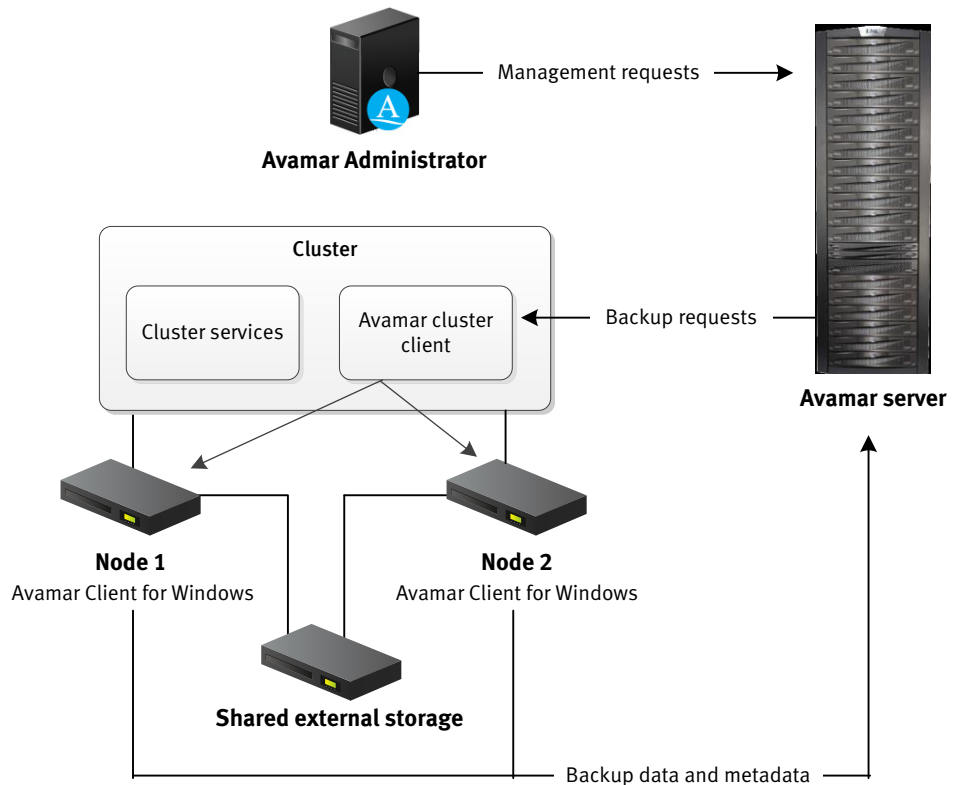 Management requests
A
Avamar Administrator
Cluster
Cluster services
Avamar cluster
client
Backup requests
Avamar server
Node 1
Avamar Client for Windows
Node 2
Avamar Client for Windows
Shared external storage
Backup data and metadata